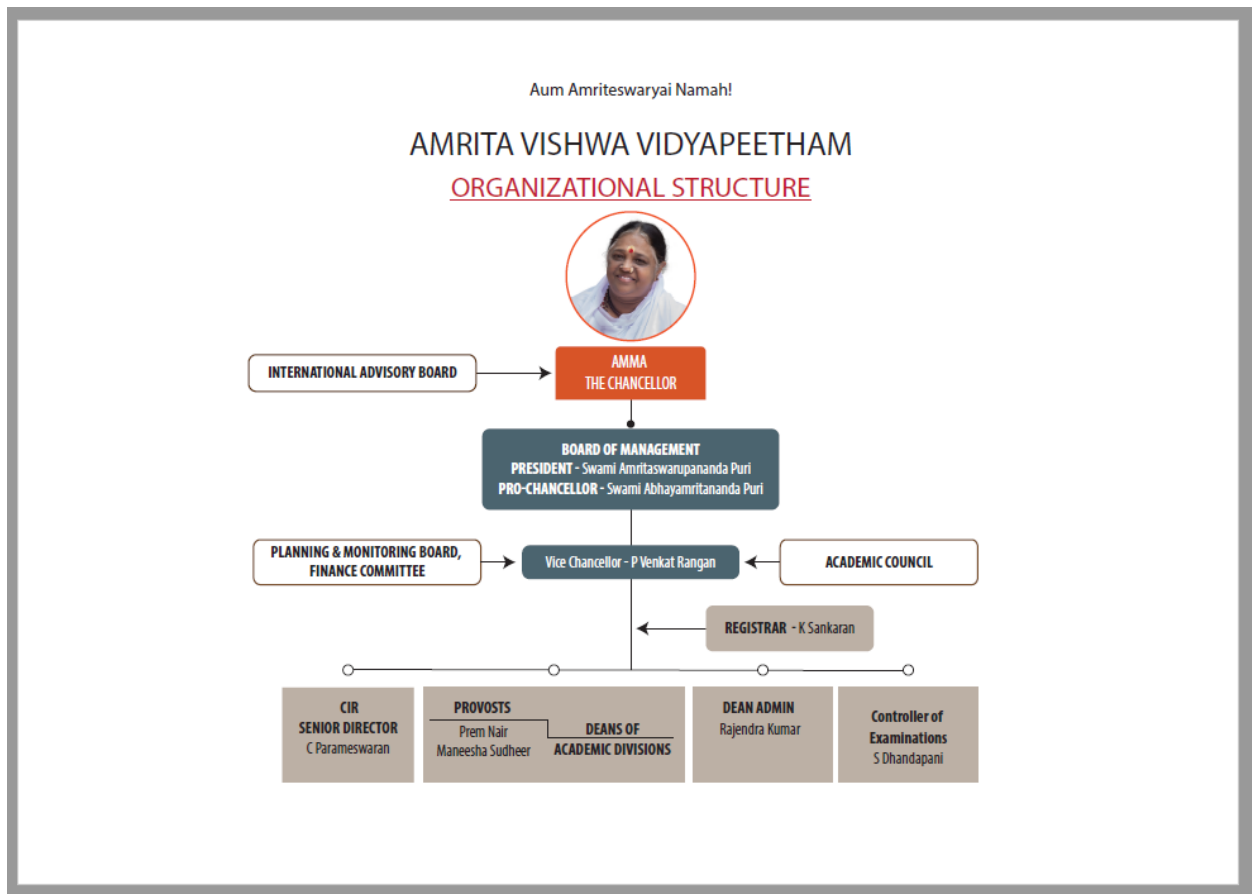 Aum Amriteswaryai Namah!
AMRITA VISHWA VIDYAPEETHAM
ORGANIZATIONAL STRUCTURE
INTERNATIONAL ADVISORY BOARD
AMMA
THE CHANCELLOR
BOARD OF MANAGEMENT
PRESIDENT - Swami Amritaswarupananda Puri
PRO-CHANCELLOR - Swami Abhayamritananda Puri
PLANNING & MONITORING BOARD,
FINANCE COMMITTEE
Vice Chancellor - P Venkat Rangan
ACADEMIC COUNCIL
REGISTRAR - K Sankaran
CIR
SENIOR DIRECTOR
C Parameswaran
PROVOSTS
Prem Nair
Maneesha Sudheer
DEANS OF
ACADEMIC DIVISIONS
DEAN ADMIN
Rajendra Kumar
Controller of
Examinations
S Dhandapani